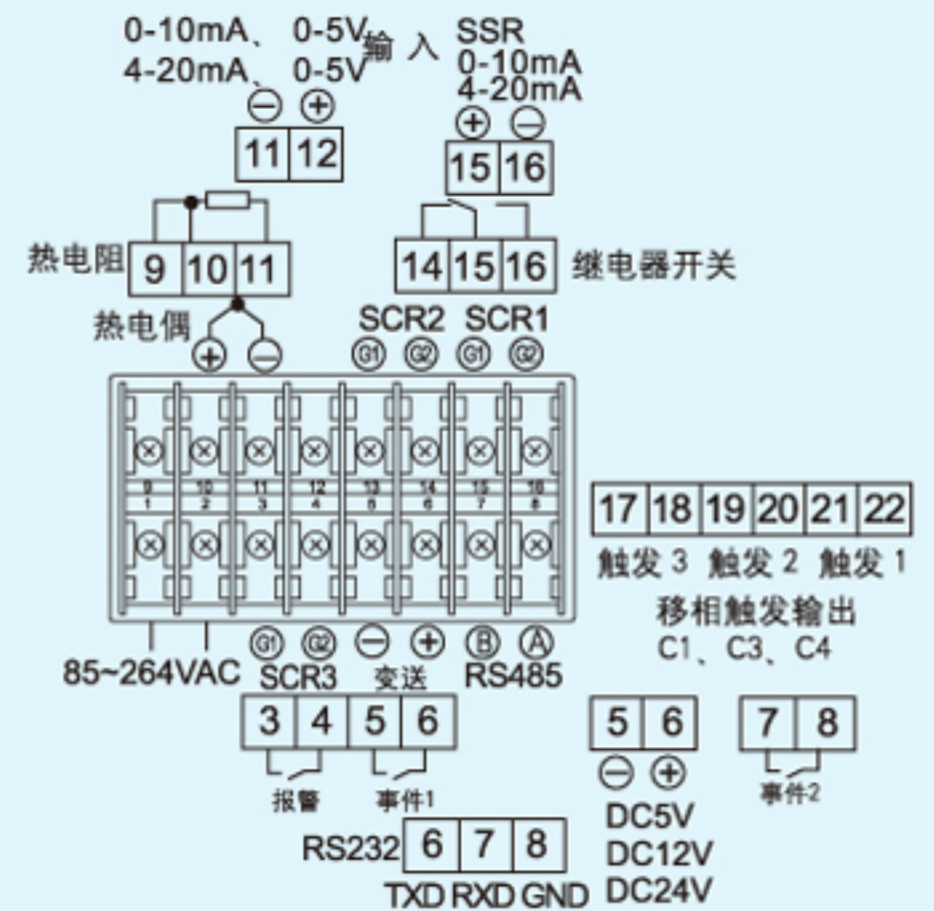 0-10mA、 0-5V 输 入 SSR
4-20mA、 0-5V 0-10mA
4-20mA
⊖ ⊕
⊕ ⊖
11 12
15 16
热电阻 9 10 11
14 15 16 继电器开关
热电偶
SCR2 SCR1
⊕ ⊖
G1 G2 G1 G2
9 10 11 12 13 14 15 16
1 2 3 4 5 6 7 8
17 18 19 20 21 22
触发3 触发2 触发1
移相触发输出
C1、C3、C4
G1 G2 ⊖ ⊕ B A
85~264VAC SCR3 变送 RS485
3 4 5 6
5 6
7 8
⊖ ⊕
报警 事件1
事件2
DC5V
DC12V
DC24V
RS232 6 7 8
TXD RXD GND